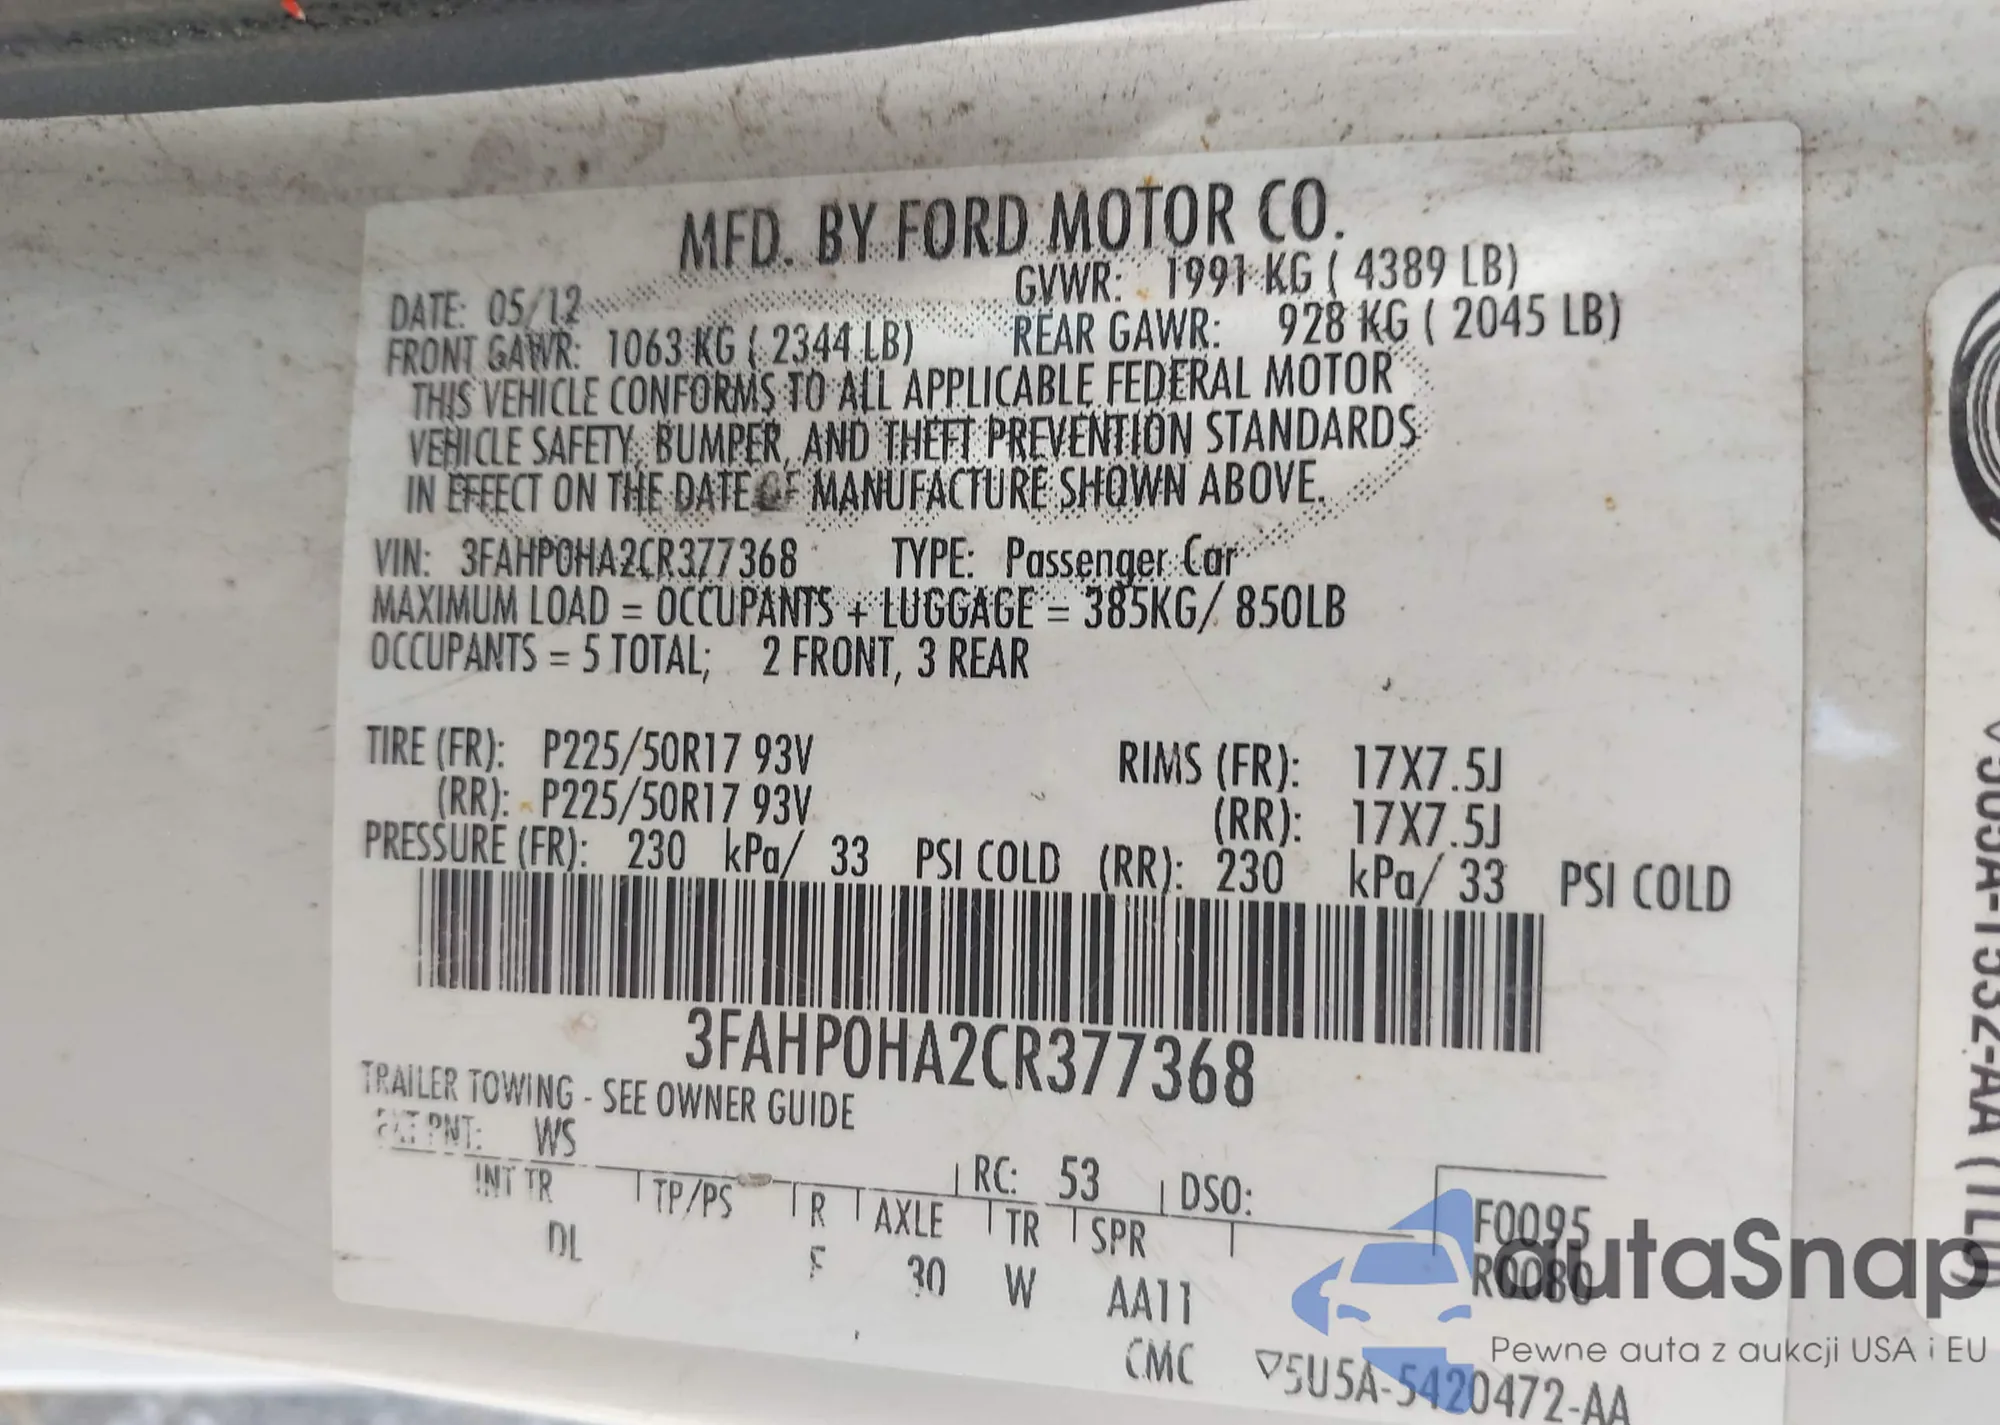 MFD. BY FORD MOTOR CO.
DATE: 05/12 GVWR: 1991 KG ( 4389 LB)
FRONT GAWR: 1063 KG ( 2344 LB) REAR GAWR: 928 KG ( 2045 LB)
THIS VEHICLE CONFORMS TO ALL APPLICABLE FEDERAL MOTOR
VEHICLE SAFETY, BUMPER, AND THEFT PREVENTION STANDARDS
IN EFFECT ON THE DATE OF MANUFACTURE SHOWN ABOVE.
VIN: 3FAHP0HA2CR377368 TYPE: Passenger Car
MAXIMUM LOAD = OCCUPANTS + LUGGAGE = 385KG/ 850LB
OCCUPANTS = 5 TOTAL; 2 FRONT, 3 REAR
TIRE (FR): P225/50R17 93V RIMS (FR): 17X7.5J
(RR): P225/50R17 93V (RR): 17X7.5J
PRESSURE (FR): 230 kPa/ 33 PSI COLD (RR): 230 kPa/ 33 PSI COLD
3FAHP0HA2CR377368
TRAILER TOWING - SEE OWNER GUIDE
EXT PNT: WS RC: 53 DSO:
INT TR TP/PS R AXLE TR SPR F0095
DL F 30 W AA11 R0080
CMC ▽5U5A-5420472-AA
autaSnap
Pewne auta z aukcji USA i EU